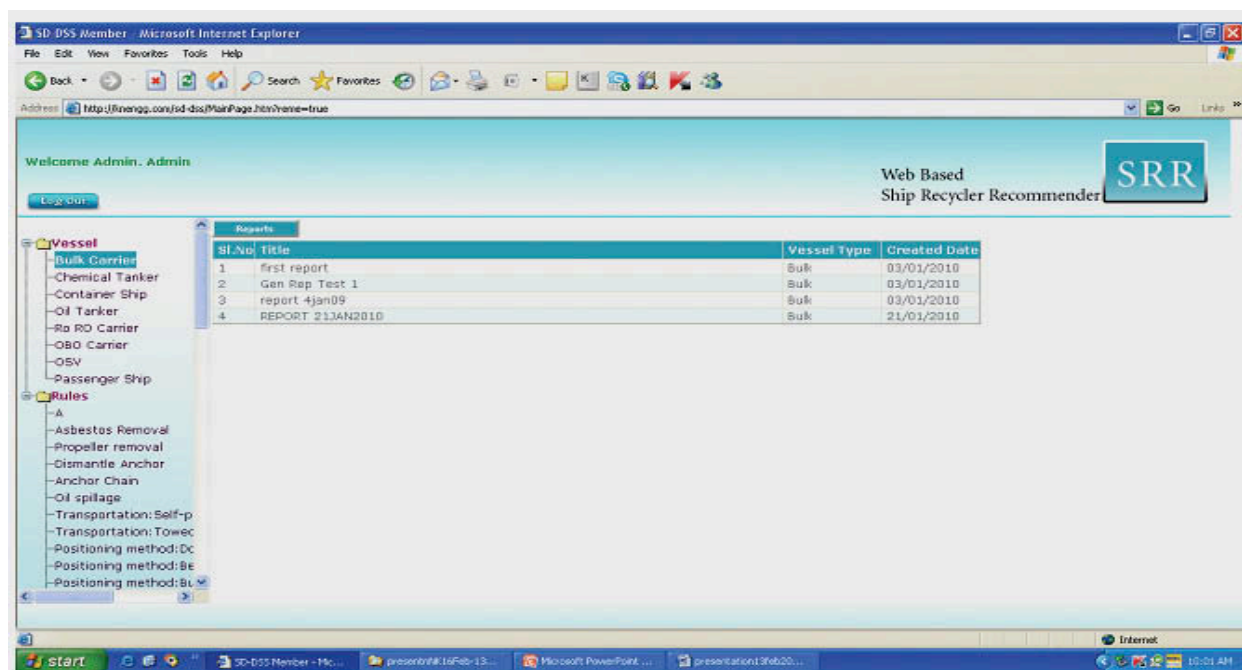 SD-DSS Member - Microsoft Internet Explorer
File Edit View Favorites Tools Help
Back Search Favorites
Address http://linengg.com/sd-dss/MainPage.htm?reme=true Go Links
Welcome Admin. Admin
Log Out
Web Based
Ship Recycler Recommender
SRR
Reports
Vessel
Bulk Carrier
Chemical Tanker
Container Ship
Oil Tanker
Ro RO Carrier
OBO Carrier
OSV
Passenger Ship
Rules
A
Asbestos Removal
Propeller removal
Dismantle Anchor
Anchor Chain
Oil spillage
Transportation:Self-p
Transportation:Towec
Positioning method:Dc
Positioning method:Be
Positioning method:Bu
Sl.No Title Vessel Type Created Date
1 first report Bulk 03/01/2010
2 Gen Rep Test 1 Bulk 03/01/2010
3 report 4jan09 Bulk 03/01/2010
4 REPORT 21JAN2010 Bulk 21/01/2010
Internet
start SD-DSS Member - Mic... Microsoft PowerPoint ... presentation13feb20... 10:01 AM